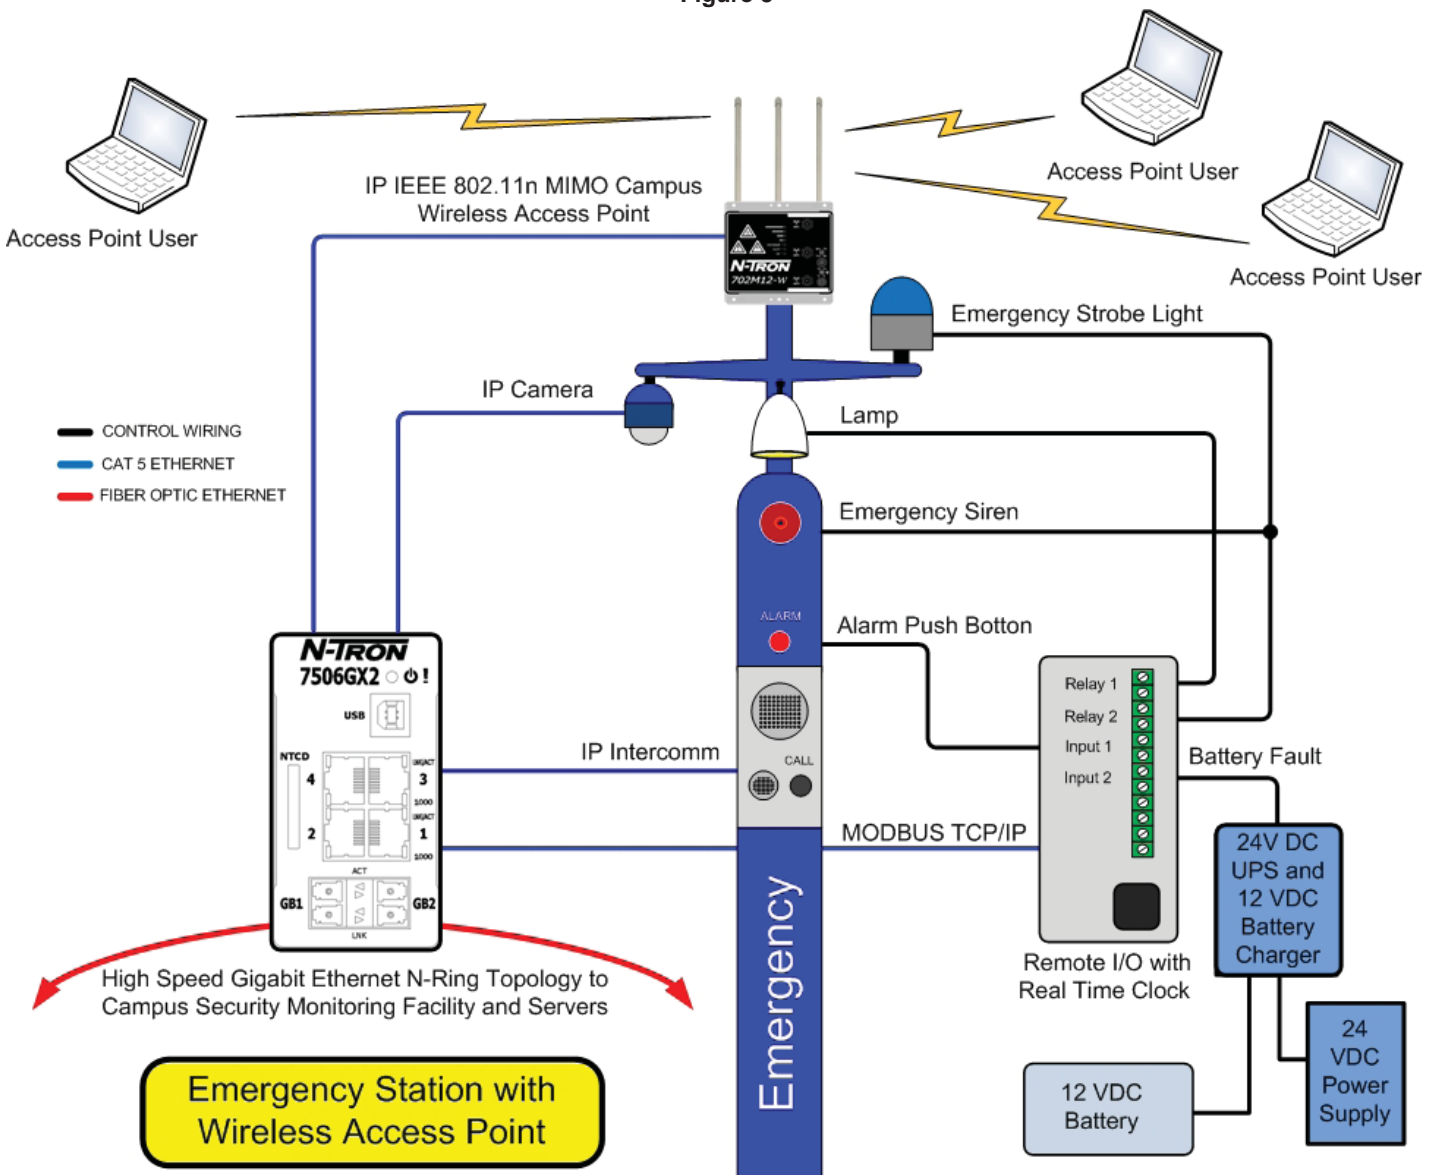 Access Point User
Access Point User
Access Point User
IP IEEE 802.11n MIMO Campus
Wireless Access Point
N-TRON
702M12-W
Emergency Strobe Light
IP Camera
Lamp
CONTROL WIRING
CAT 5 ETHERNET
FIBER OPTIC ETHERNET
Emergency Siren
ALARM
Alarm Push Botton
N-TRON
7506GX2
USB
NTCD
4
3
LNK/ACT
1000
2
1
LNK/ACT
1000
ACT
GB1
GB2
LNK
IP Intercomm
CALL
MODBUS TCP/IP
Relay 1
Relay 2
Input 1
Input 2
Battery Fault
24V DC
UPS and
12 VDC
Battery
Charger
Remote I/O with
Real Time Clock
24
VDC
Power
Supply
12 VDC
Battery
High Speed Gigabit Ethernet N-Ring Topology to
Campus Security Monitoring Facility and Servers
Emergency
Emergency Station with
Wireless Access Point